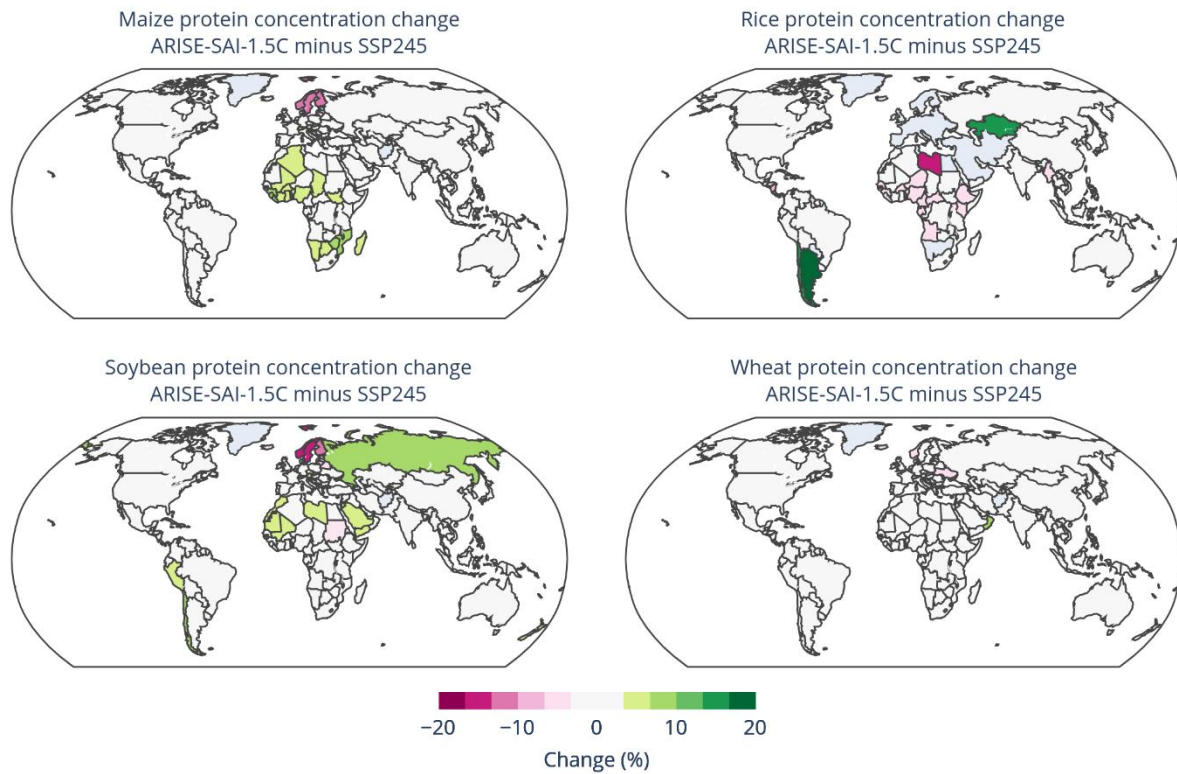 Maize protein concentration change
ARISE-SAI-1.5C minus SSP245
Rice protein concentration change
ARISE-SAI-1.5C minus SSP245
Soybean protein concentration change
ARISE-SAI-1.5C minus SSP245
Wheat protein concentration change
ARISE-SAI-1.5C minus SSP245
−20 −10 0 10 20
Change (%)